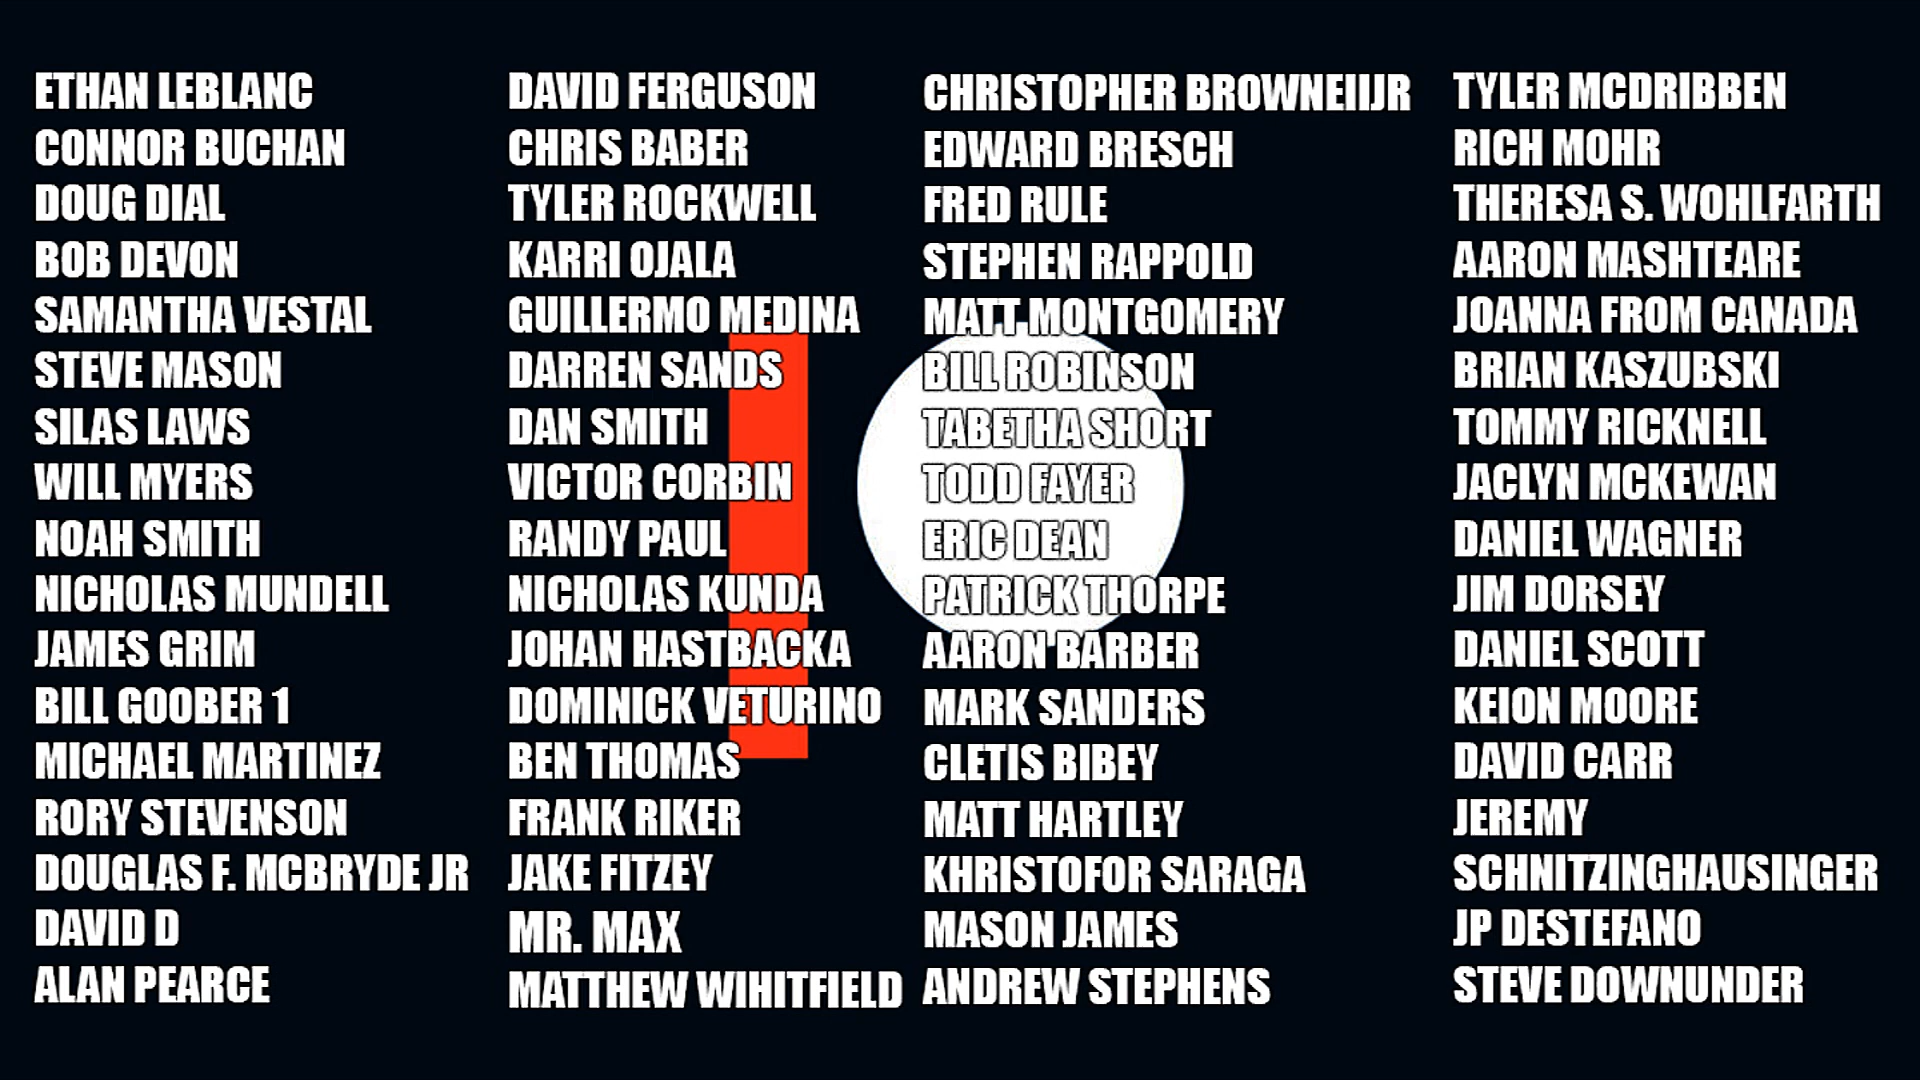 ETHAN LEBLANC
CONNOR BUCHAN
DOUG DIAL
BOB DEVON
SAMANTHA VESTAL
STEVE MASON
SILAS LAWS
WILL MYERS
NOAH SMITH
NICHOLAS MUNDELL
JAMES GRIM
BILL GOOBER 1
MICHAEL MARTINEZ
RORY STEVENSON
DOUGLAS F. MCBRYDE JR
DAVID D
ALAN PEARCE
DAVID FERGUSON
CHRIS BABER
TYLER ROCKWELL
KARRI OJALA
GUILLERMO MEDINA
DARREN SANDS
DAN SMITH
VICTOR CORBIN
RANDY PAUL
NICHOLAS KUNDA
JOHAN HASTBACKA
DOMINICK VETURINO
BEN THOMAS
FRANK RIKER
JAKE FITZEY
MR. MAX
MATTHEW WIHITFIELD
CHRISTOPHER BROWNEIIJR
EDWARD BRESCH
FRED RULE
STEPHEN RAPPOLD
MATT MONTGOMERY
BILL ROBINSON
TABETHA SHORT
TODD FAYER
ERIC DEAN
PATRICK THORPE
AARON BARBER
MARK SANDERS
CLETIS BIBEY
MATT HARTLEY
KHRISTOFOR SARAGA
MASON JAMES
ANDREW STEPHENS
TYLER MCDRIBBEN
RICH MOHR
THERESA S. WOHLFARTH
AARON MASHTEARE
JOANNA FROM CANADA
BRIAN KASZUBSKI
TOMMY RICKNELL
JACLYN MCKEWAN
DANIEL WAGNER
JIM DORSEY
DANIEL SCOTT
KEION MOORE
DAVID CARR
JEREMY
SCHNITZINGHAUSINGER
JP DESTEFANO
STEVE DOWNUNDER